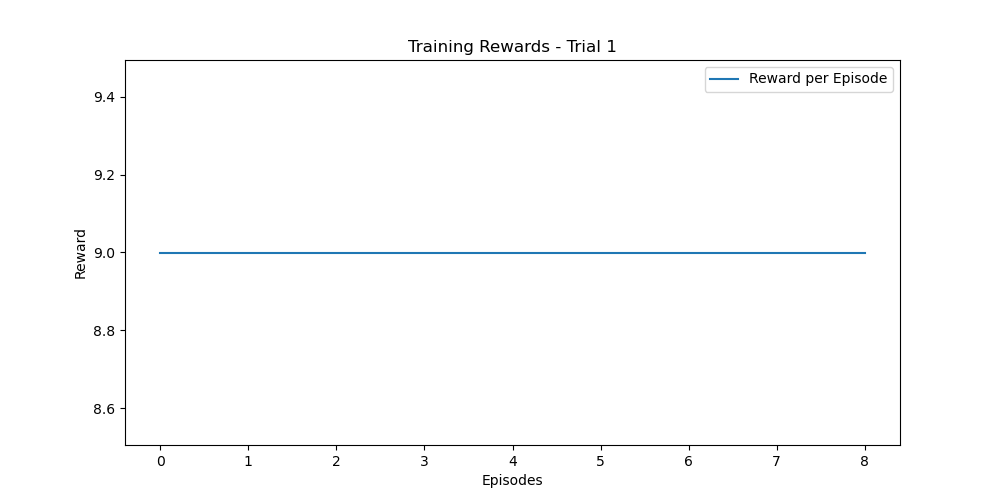 Training Rewards - Trial 1
Reward per Episode
9.4
9.2
9.0
8.8
8.6
Reward
0 1 2 3 4 5 6 7 8
Episodes